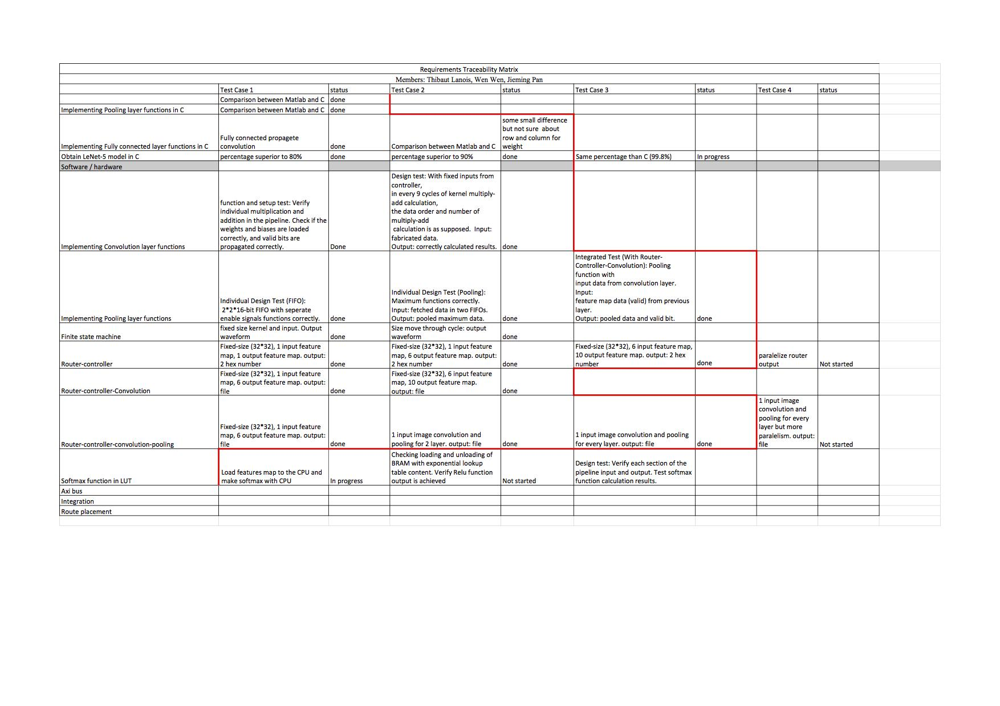 Requirements Traceability Matrix
Members: Thibaut Lanois, Wen Wen, Jieming Pan
Test Case 1 status Test Case 2 status Test Case 3 status Test Case 4 status
Comparison between Matlab and C done
Implementing Pooling layer functions in C Comparison between Matlab and C done
Implementing Fully connected layer functions in C
Fully connected propagete
convolution
done
Comparison between Matlab and C
some small difference
but not sure about
row and column for
weight
Obtain LeNet-5 model in C percentage superior to 80% done percentage superior to 90% done Same percentage than C (99.8%) In progress
Software / hardware
Implementing Convolution layer functions
function and setup test: Verify
individual multiplication and
addition in the pipeline. Check if the
weights and biases are loaded
correctly, and valid bits are
propagated correctly.
Done
Design test: With fixed inputs from
controller,
in every 9 cycles of kernel multiply-
add calculation,
the data order and number of
multiply-add
calculation is as supposed. Input:
fabricated data.
Output: correctly calculated results.
done
Implementing Pooling layer functions
Individual Design Test (FIFO):
2*2*16-bit FIFO with seperate
enable signals functions correctly.
done
Individual Design Test (Pooling):
Maximum functions correctly.
Input: fetched data in two FIFOs.
Output: pooled maximum data.
done
Integrated Test (With Router-
Controller-Convolution): Pooling
function with
input data from convolution layer.
Input:
feature map data (valid) from previous
layer.
Output: pooled data and valid bit.
done
Finite state machine
fixed size kernel and input. Output
waveform
done
Size move through cycle: output
waveform
done
Router-controller
Fixed-size (32*32), 1 input feature
map, 1 output feature map. output:
2 hex number
done
Fixed-size (32*32), 1 input feature
map, 6 output feature map. output:
2 hex number
done
Fixed-size (32*32), 6 input feature map,
10 output feature map. output: 2 hex
number
done
paralelize router
output
Not started
Router-controller-Convolution
Fixed-size (32*32), 1 input feature
map, 6 output feature map. output:
file
done
Fixed-size (32*32), 6 input feature
map, 10 output feature map.
output: file
done
Router-controller-convolution-pooling
Fixed-size (32*32), 1 input feature
map, 6 output feature map. output:
file
done
1 input image convolution and
pooling for 2 layer. output: file
done
1 input image convolution and pooling
for every layer. output: file
done
1 input image
convolution and
pooling for every
layer but more
paralelism. output:
file
Not started
Softmax function in LUT
Load features map to the CPU and
make softmax with CPU
In progress
Checking loading and unloading of
BRAM with exponential lookup
table content. Verify Relu function
output is achieved
Not started
Design test: Verify each section of the
pipeline input and output. Test softmax
function calculation results.
Axi bus
Integration
Route placement